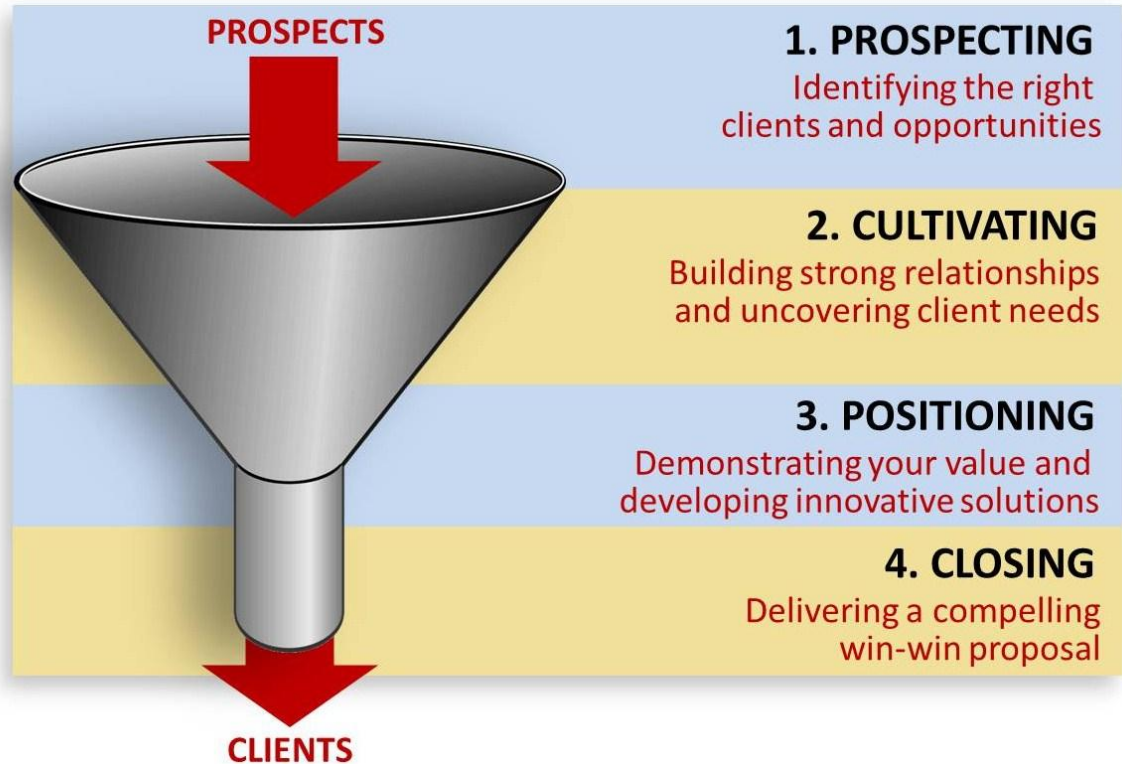 PROSPECTS
1. PROSPECTING
Identifying the right
clients and opportunities
2. CULTIVATING
Building strong relationships
and uncovering client needs
3. POSITIONING
Demonstrating your value and
developing innovative solutions
4. CLOSING
Delivering a compelling
win-win proposal
CLIENTS